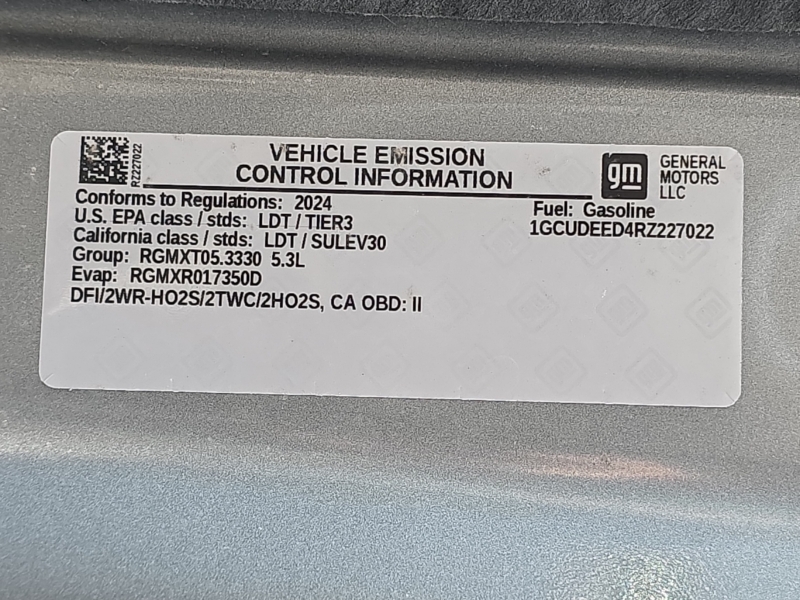 RZ227022
VEHICLE EMISSION
CONTROL INFORMATION
gm
GENERAL
MOTORS
LLC
Conforms to Regulations: 2024
U.S. EPA class / stds: LDT / TIER3
California class / stds: LDT / SULEV30
Group: RGMXT05.3330 5.3L
Evap: RGMXR017350D
DFI/2WR-HO2S/2TWC/2HO2S, CA OBD: II
Fuel: Gasoline
1GCUDEED4RZ227022